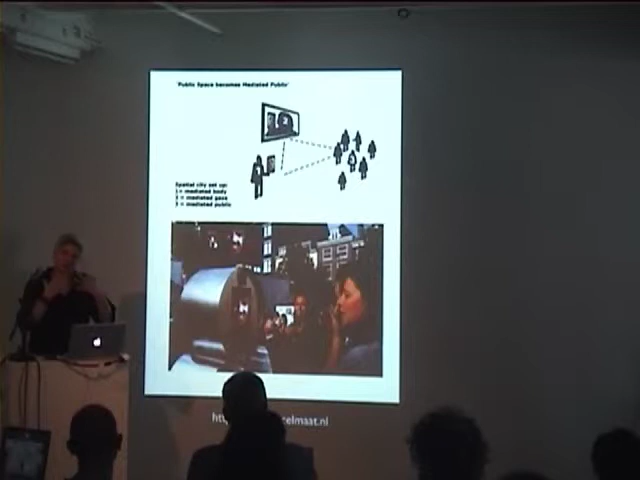 'Public Space becomes Mediated Public'
Spatial city set up:
1= mediated body
2 = mediated gaze
3 = mediated public
elmaat.nl